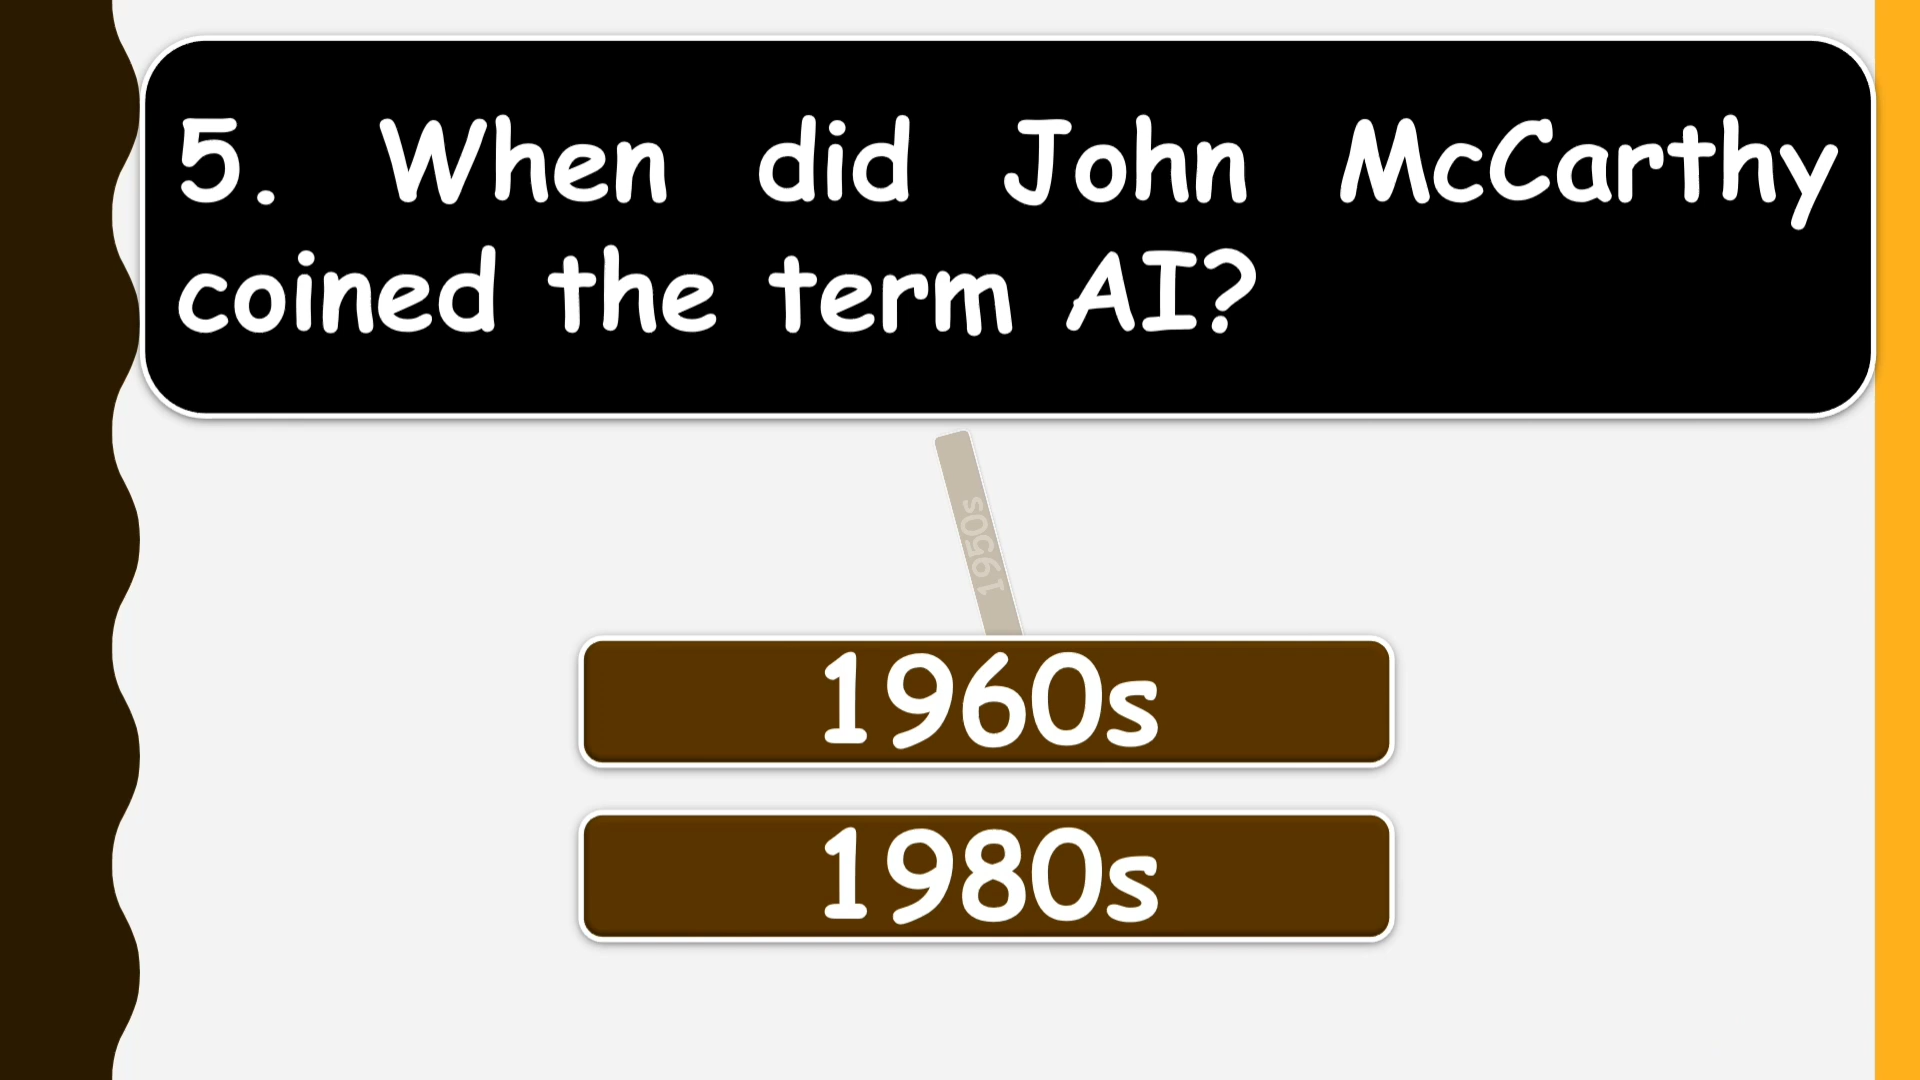 5. When did John McCarthy
coined the term AI?
1950s
1960s
1980s